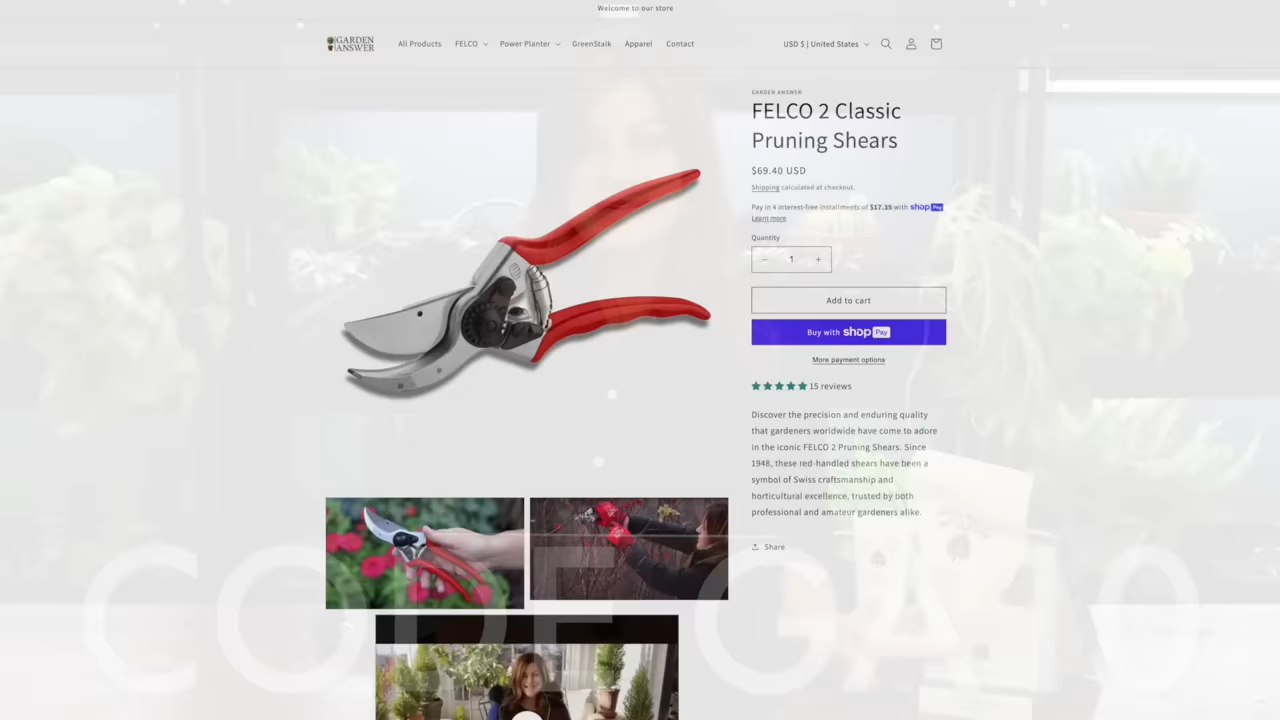 Welcome to our store
GARDEN
ANSWER
All Products
FELCO
Power Planter
GreenStalk
Apparel
Contact
USD $ | United States
GARDEN ANSWER
FELCO 2 Classic
Pruning Shears
$69.40 USD
Shipping calculated at checkout.
Pay in 4 interest-free installments of $17.35 with shop Pay
Learn more
Quantity
− 1 +
Add to cart
Buy with shop Pay
More payment options
15 reviews
Discover the precision and enduring quality
that gardeners worldwide have come to adore
in the iconic FELCO 2 Pruning Shears. Since
1948, these red-handled shears have been a
symbol of Swiss craftsmanship and
horticultural excellence, trusted by both
professional and amateur gardeners alike.
Share
CODE GA10